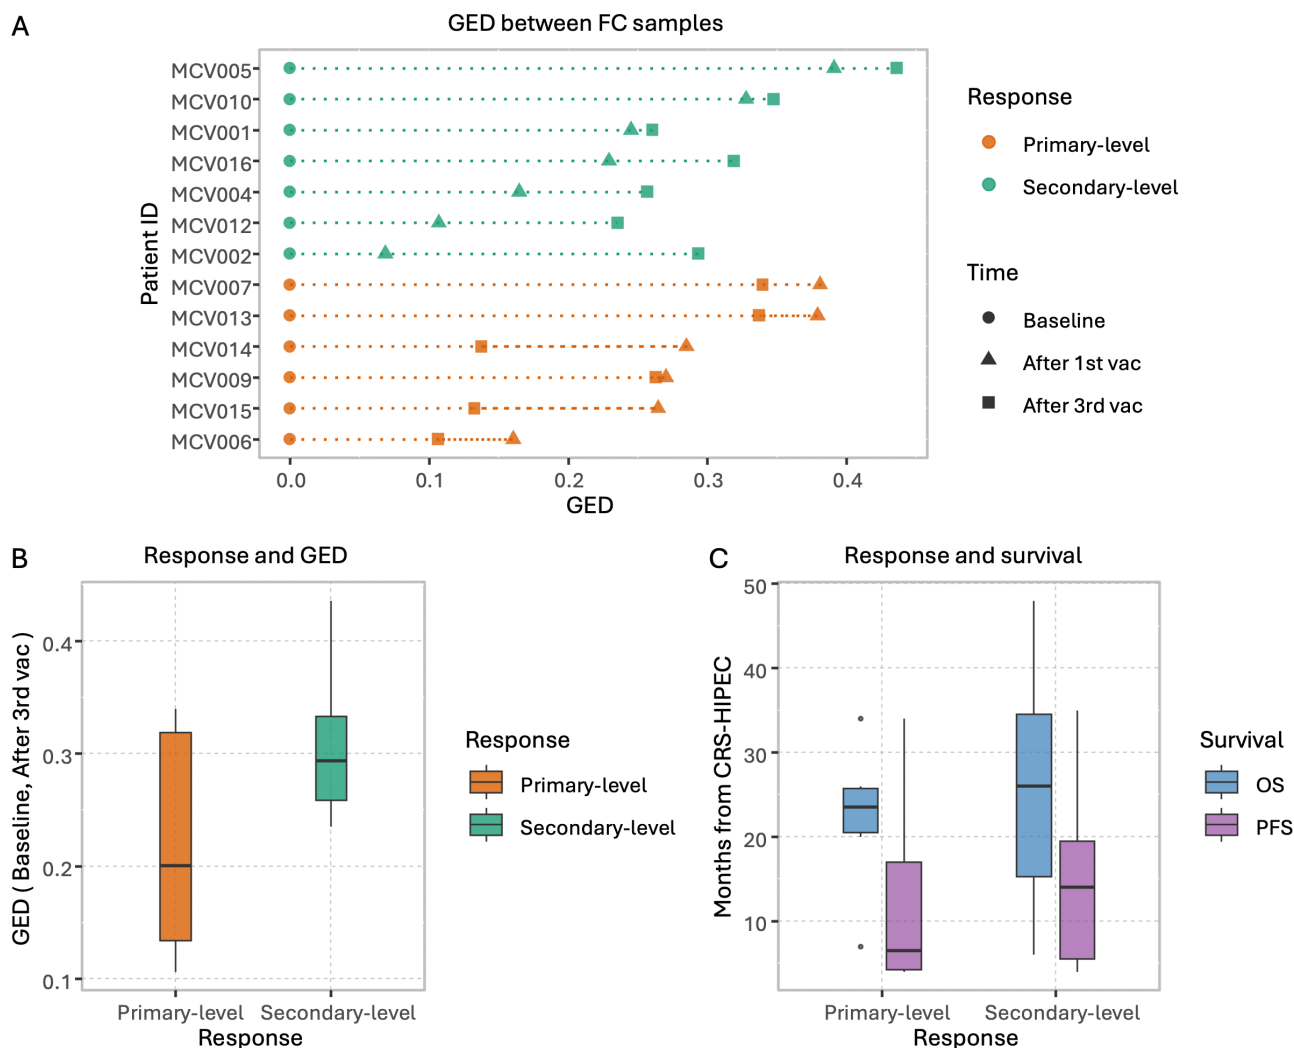 A
GED between FC samples
Patient ID
MCV005
MCV010
MCV001
MCV016
MCV004
MCV012
MCV002
MCV007
MCV013
MCV014
MCV009
MCV015
MCV006
0.0 0.1 0.2 0.3 0.4
GED
Response
Primary-level
Secondary-level
Time
Baseline
After 1st vac
After 3rd vac
B
Response and GED
GED ( Baseline, After 3rd vac )
0.4
0.3
0.2
0.1
Primary-level Secondary-level
Response
Response
Primary-level
Secondary-level
C
Response and survival
Months from CRS-HIPEC
50
40
30
20
10
Primary-level Secondary-level
Response
Survival
OS
PFS